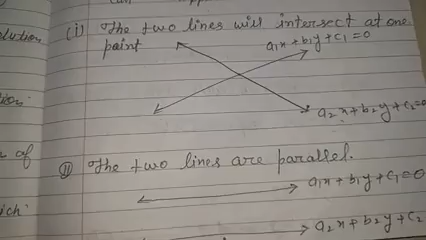 (i) The two lines will intersect at one
point
a₁x + b₁y + c₁ = 0
a₂x + b₂y + c₂=0
of
(ii) The two lines are parallel.
a₁x + b₁y + c₁ = 0
a₂x + b₂y + c₂